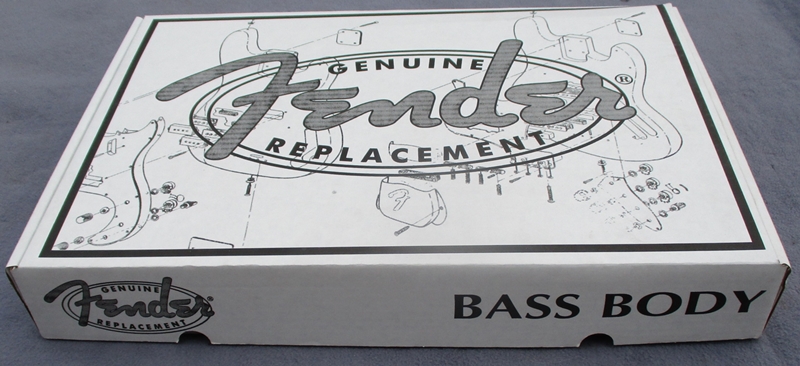 GENUINE
Fender®
REPLACEMENT
GENUINE
Fender®
REPLACEMENT
BASS BODY